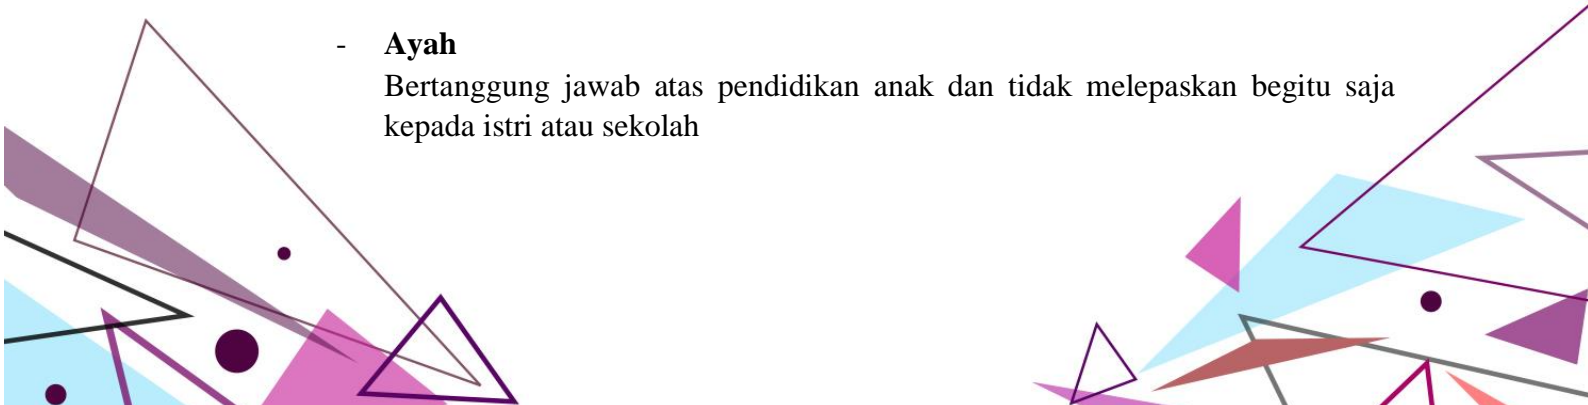 - Ayah
Bertanggung jawab atas pendidikan anak dan tidak melepaskan begitu saja
kepada istri atau sekolah